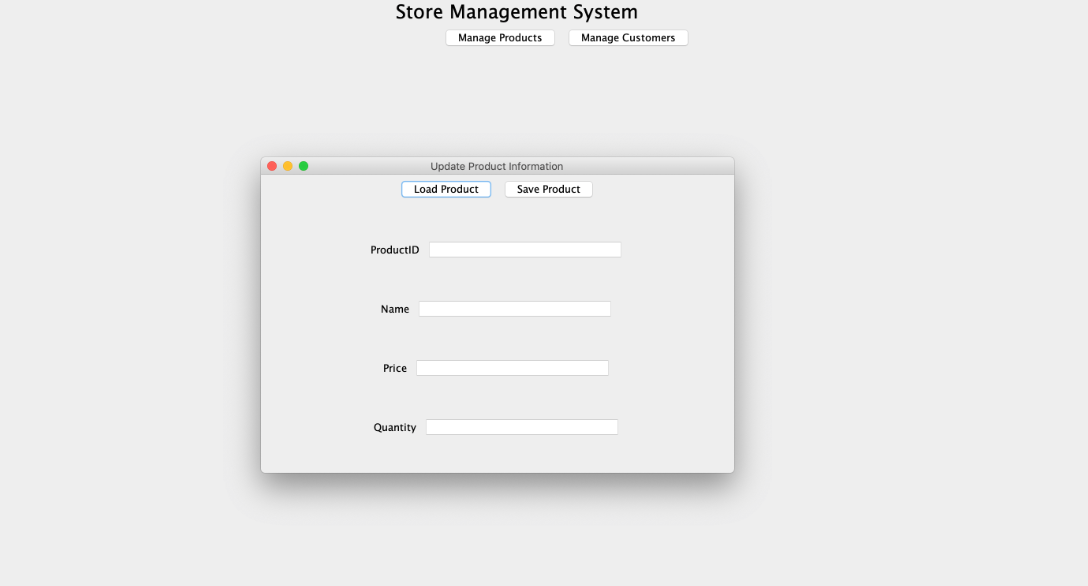 Store Management System
Manage Products Manage Customers
Update Product Information
Load Product Save Product
ProductID
Name
Price
Quantity